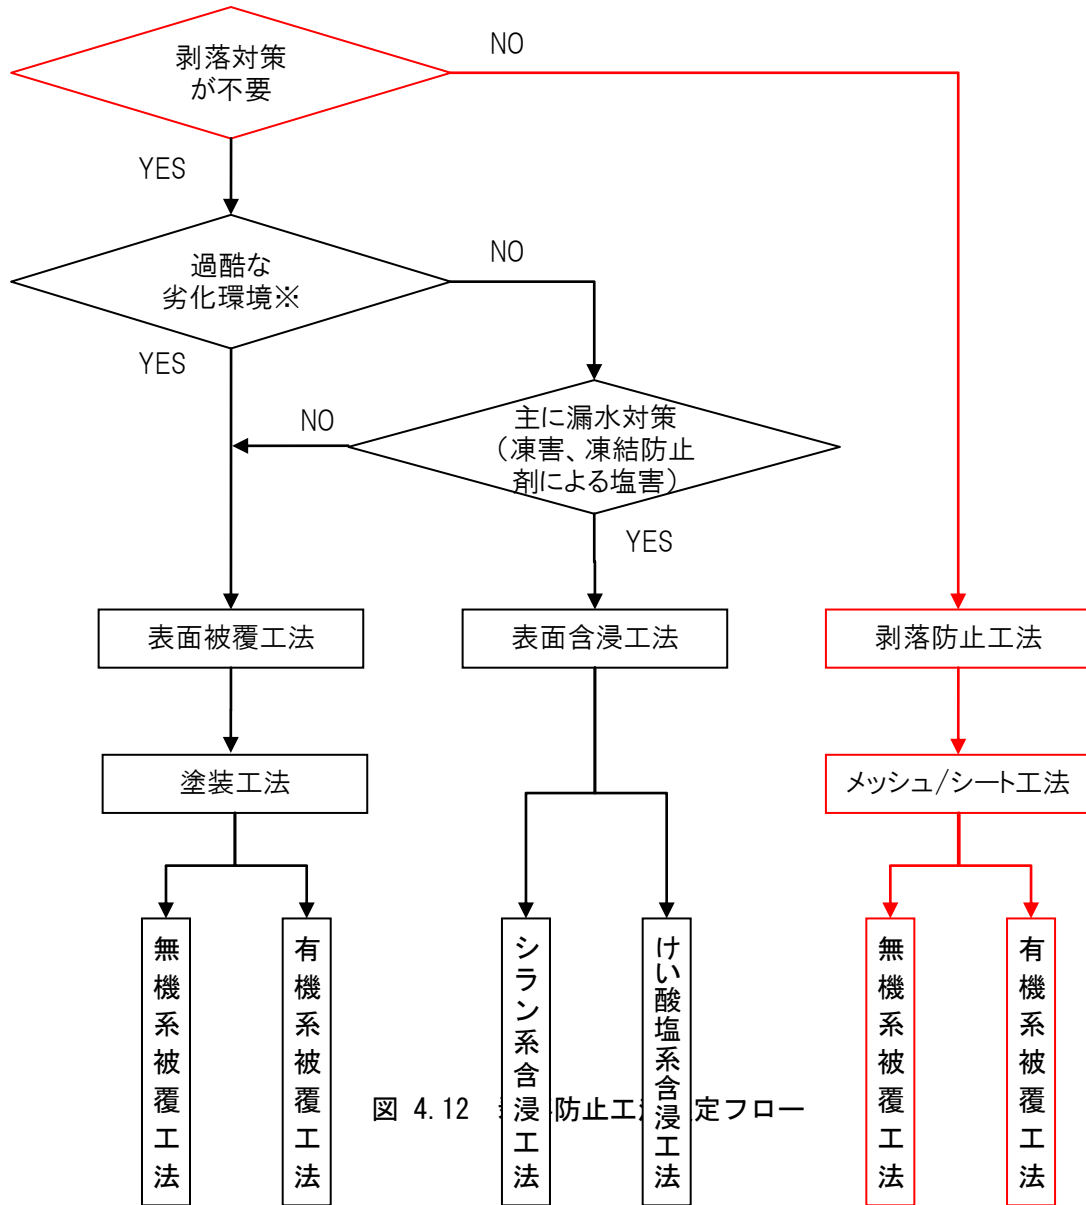 剥落対策
が不要
NO
YES
過酷な
劣化環境※
NO
YES
主に漏水対策
（凍害、凍結防止
剤による塩害）
NO
YES
表面被覆工法
表面含浸工法
剥落防止工法
塗装工法
メッシュ/シート工法
無機系被覆工法
有機系被覆工法
シラン系含浸工法
けい酸塩系含浸工法
無機系被覆工法
有機系被覆工法
図 4.12 防止工 定フロー